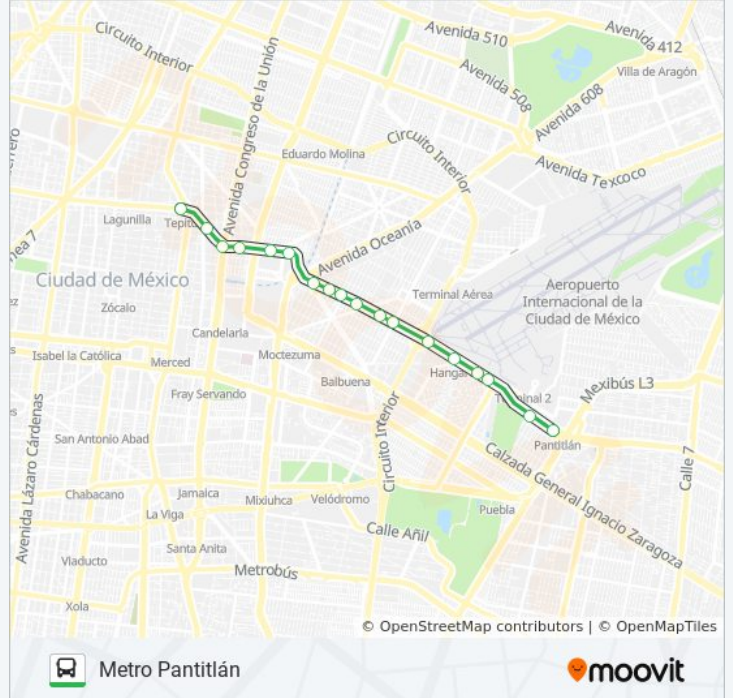 Circuito Interior
Avenida Congreso de la Unión
Avenida 510
Avenida 412
Villa de Aragón
Avenida 508
Avenida 608
Circuito Interior
Eduardo Molina
Avenida Texcoco
Lagunilla
Tepito
Avenida Oceanía
Ciudad de México
Zócalo
Terminal Aérea
Aeropuerto
Internacional de la
Ciudad de México
Candelaria
Isabel la Católica
Merced
Moctezuma
Balbuena
Hangar
Terminal 2
Mexibús L3
Fray Servando
Avenida Lázaro Cárdenas
San Antonio Abad
Circuito Interior
Pantitlán
Calzada General Ignacio Zaragoza
Calle 7
Chabacano
Jamaica
Mixiuhca
Velódromo
Puebla
La Viga
Calle Añil
Santa Anita
Viaducto
Metrobús
Xola
© OpenStreetMap contributors | © OpenMapTiles
Metro Pantitlán
moovit